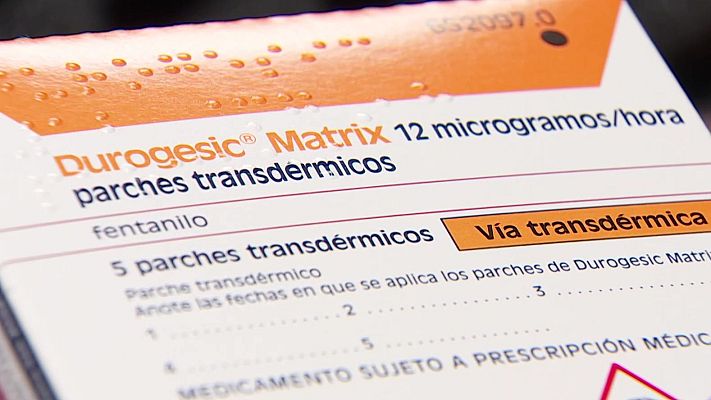 652097.0
Durogesic® Matrix 12 microgramos/hora
parches transdérmicos
fentanilo
5 parches transdérmicos
Vía transdérmica
Parche transdérmico
Anote las fechas en que se aplica los parches de Durogesic Matrix
1 .................... 2 .................... 3 ....................
4 .................... 5 ....................
MEDICAMENTO SUJETO A PRESCRIPCIÓN MÉDIC